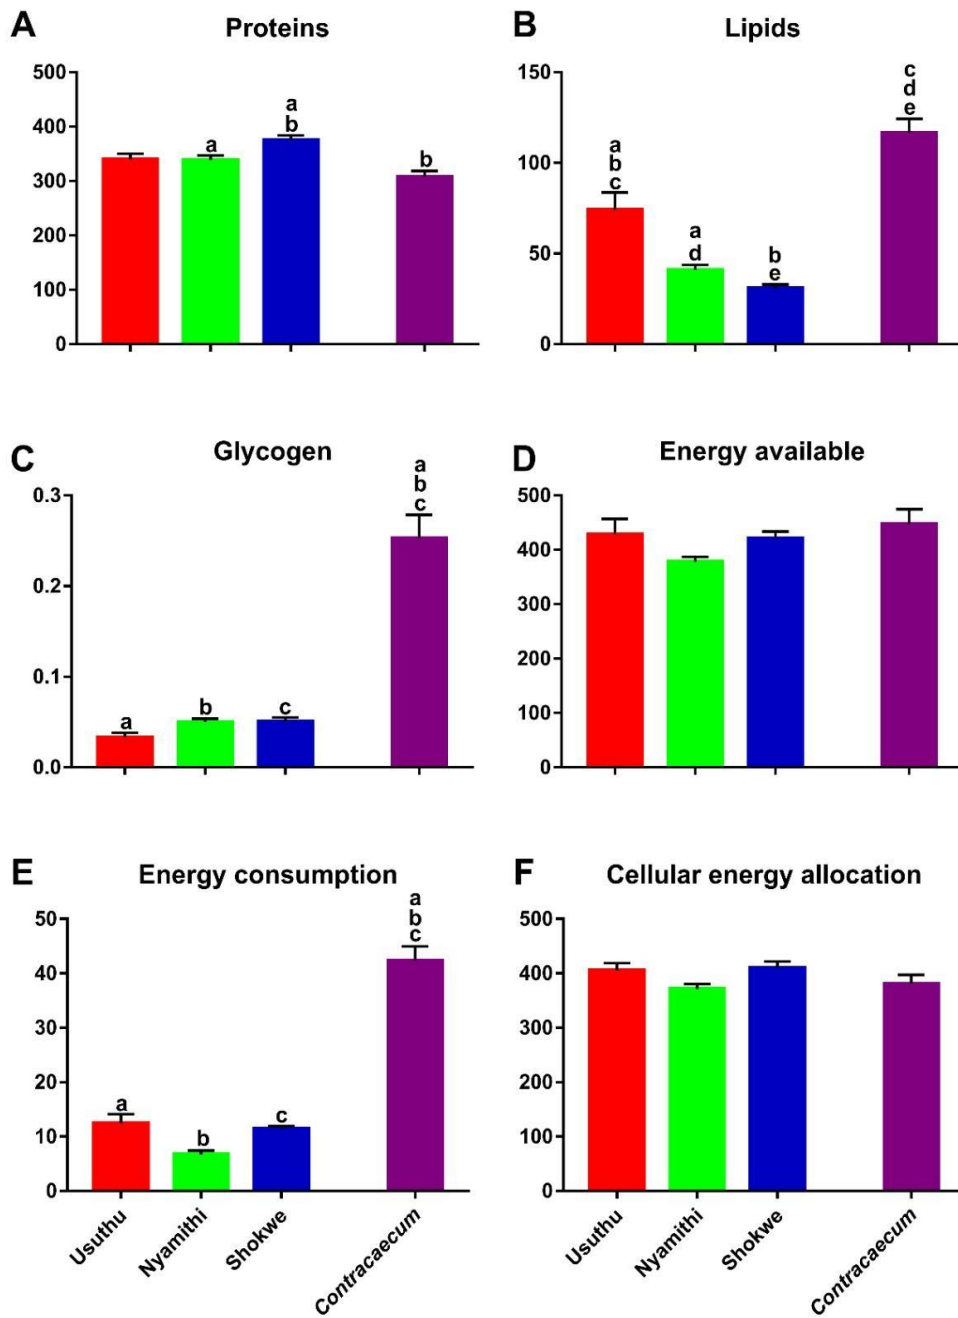 A Proteins
500
400
300
200
100
0
a
a
b
b
B Lipids
150
100
50
0
a
b
c
a
d
b
e
c
d
e
C Glycogen
0.3
0.2
0.1
0.0
a
b
c
a
b
c
D Energy available
500
400
300
200
100
0
E Energy consumption
50
40
30
20
10
0
a
b
c
a
b
c
Usuthu
Nyamithi
Shokwe
Contracaecum
F Cellular energy allocation
500
400
300
200
100
0
Usuthu
Nyamithi
Shokwe
Contracaecum